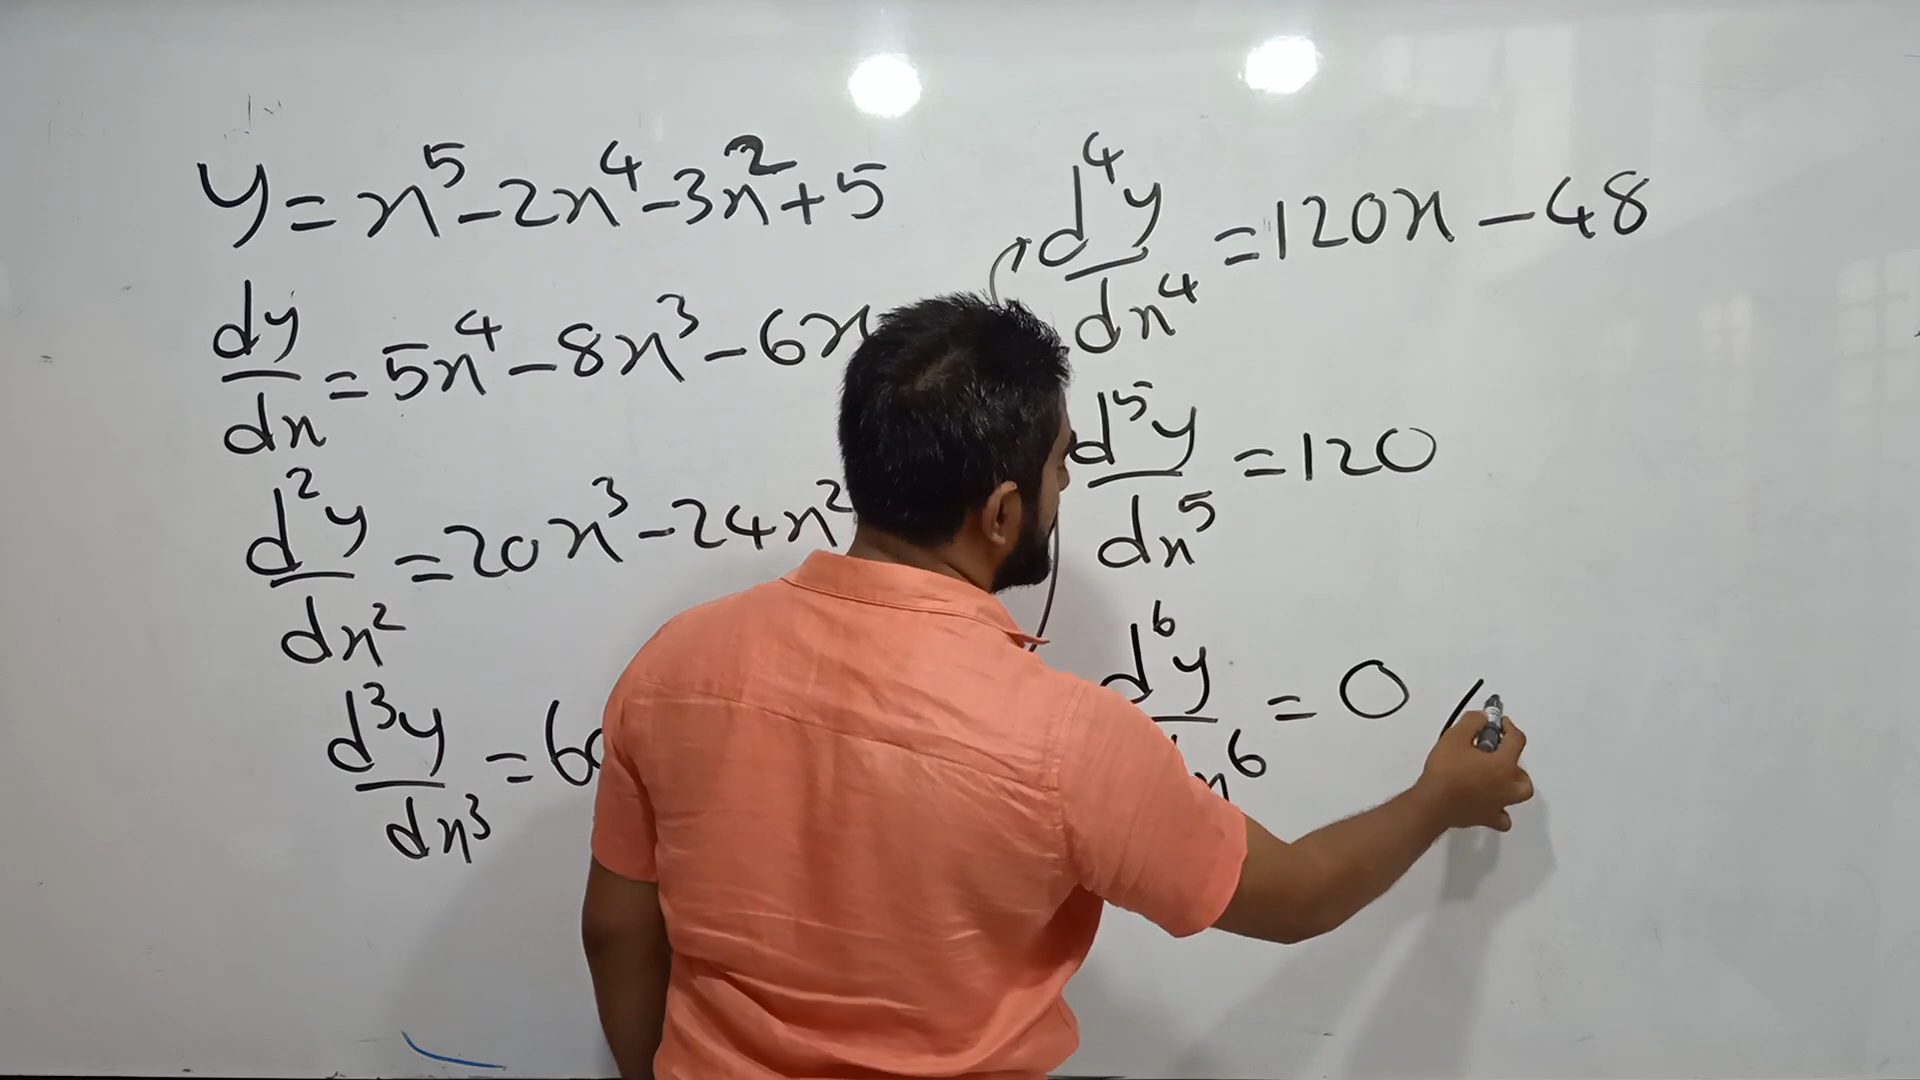 y = x⁵ - 2x⁴ - 3x² + 5
dy/dx = 5x⁴ - 8x³ - 6x
d²y/dx² = 20x³ - 24x²
d³y/dx³ = 60
d⁴y/dx⁴ = 120x - 48
d⁵y/dx⁵ = 120
d⁶y/dx⁶ = 0